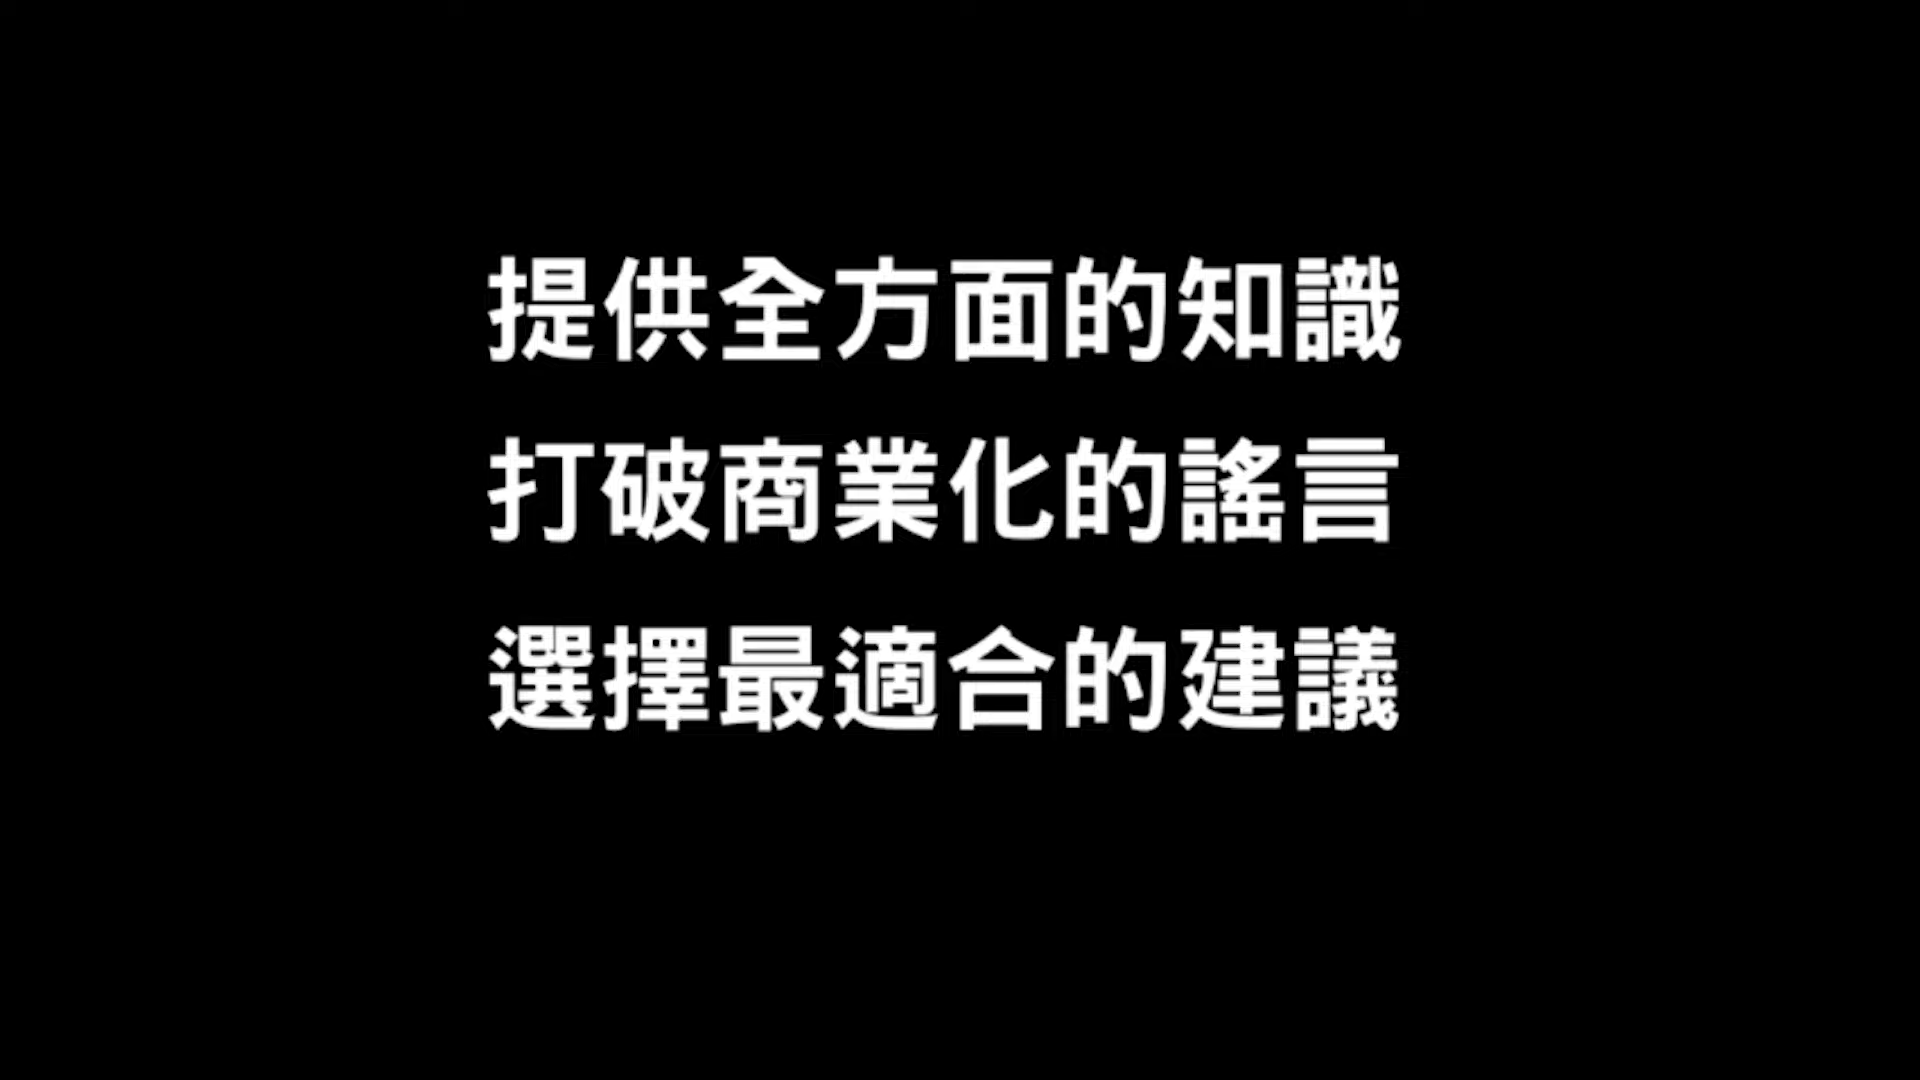 提供全方面的知識
打破商業化的謠言
選擇最適合的建議